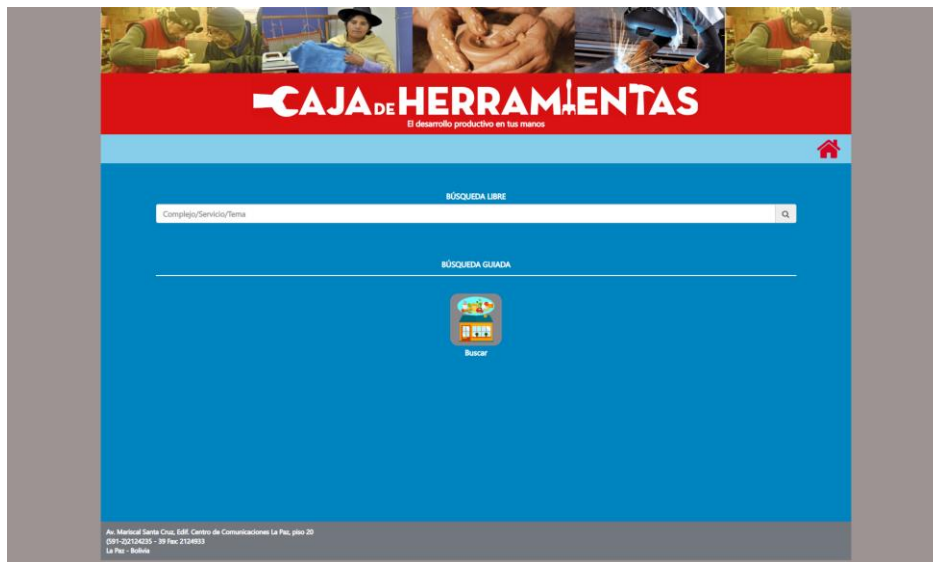 CAJA DE HERRAMIENTAS
El desarrollo productivo en tus manos
BÚSQUEDA LIBRE
Complejo/Servicio/Tema
BÚSQUEDA GUIADA
Buscar
Av. Mariscal Santa Cruz, Edif. Centro de Comunicaciones La Paz, piso 20
(591-2)2124235 - 39 Fax: 2124933
La Paz - Bolivia